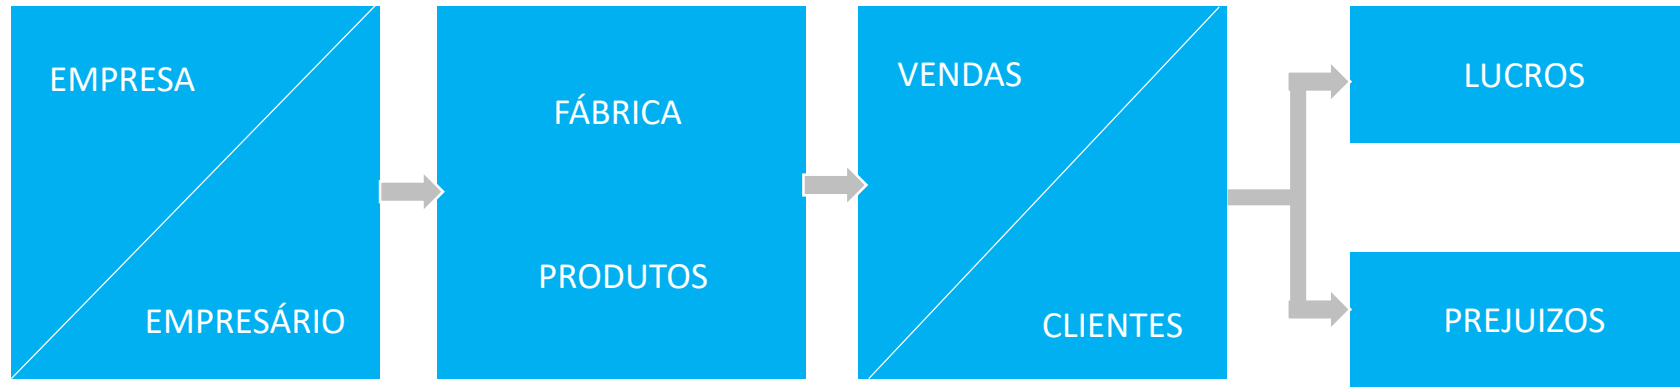 EMPRESA
EMPRESÁRIO
FÁBRICA
PRODUTOS
VENDAS
CLIENTES
LUCROS
PREJUIZOS